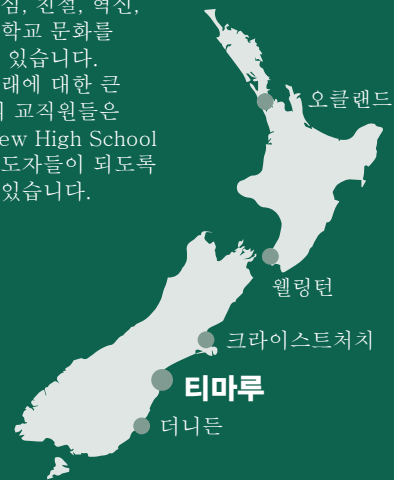 심, 친절, 혁신,
학교 문화를
있습니다.
래에 대한 큰
교직원들은
ew High School
도자들이 되도록
있습니다.
오클랜드
웰링턴
크라이스트처치
티마루
더니든